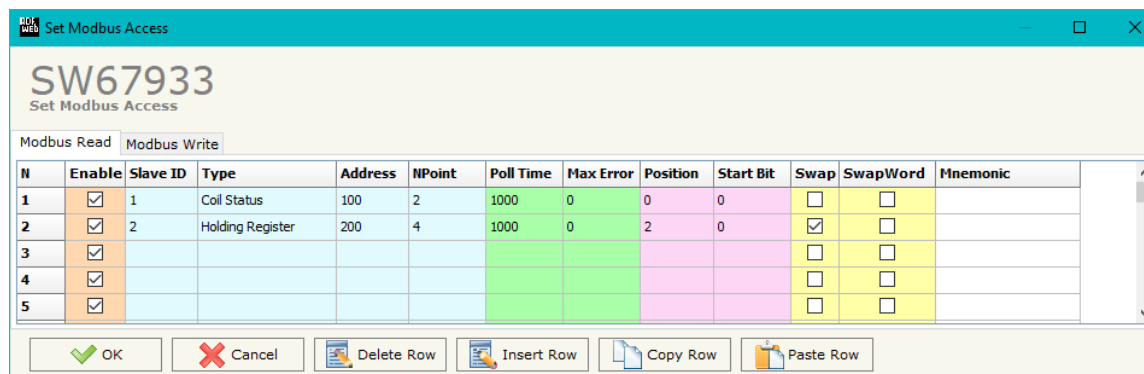 ADF WEB Set Modbus Access
SW67933
Set Modbus Access
Modbus Read Modbus Write
N Enable Slave ID Type Address NPoint Poll Time Max Error Position Start Bit Swap SwapWord Mnemonic
1 1 Coil Status 100 2 1000 0 0 0
2 2 Holding Register 200 4 1000 0 2 0
3
4
5
OK Cancel Delete Row Insert Row Copy Row Paste Row